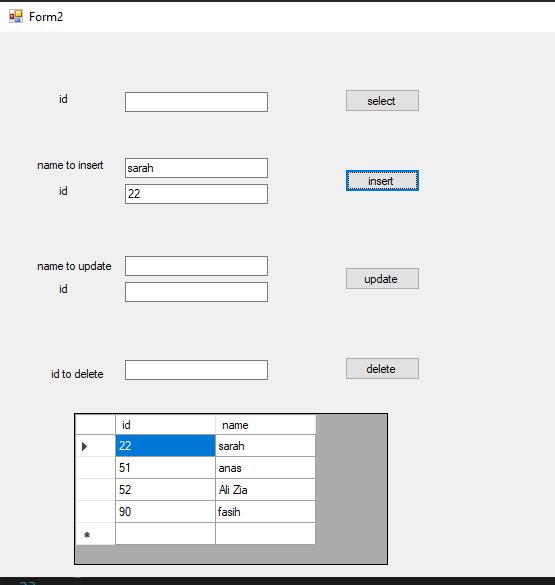 Form2
id select
name to insert sarah
insert
id 22
name to update
update
id
id to delete delete
id name
22 sarah
51 anas
52 Ali Zia
90 fasih